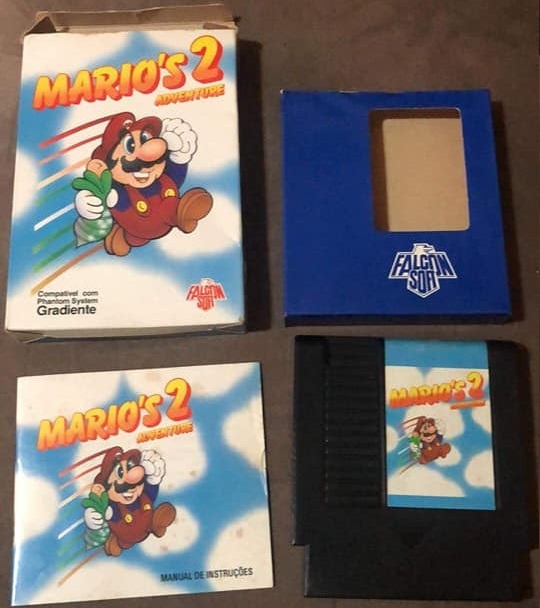 MARIO'S 2
ADVENTURE
Compatível com
Phantom System
Gradiente
FALCON
SOFT
FALCON
SOFT
MARIO'S 2
ADVENTURE
MANUAL DE INSTRUÇÕES
MARIO'S 2